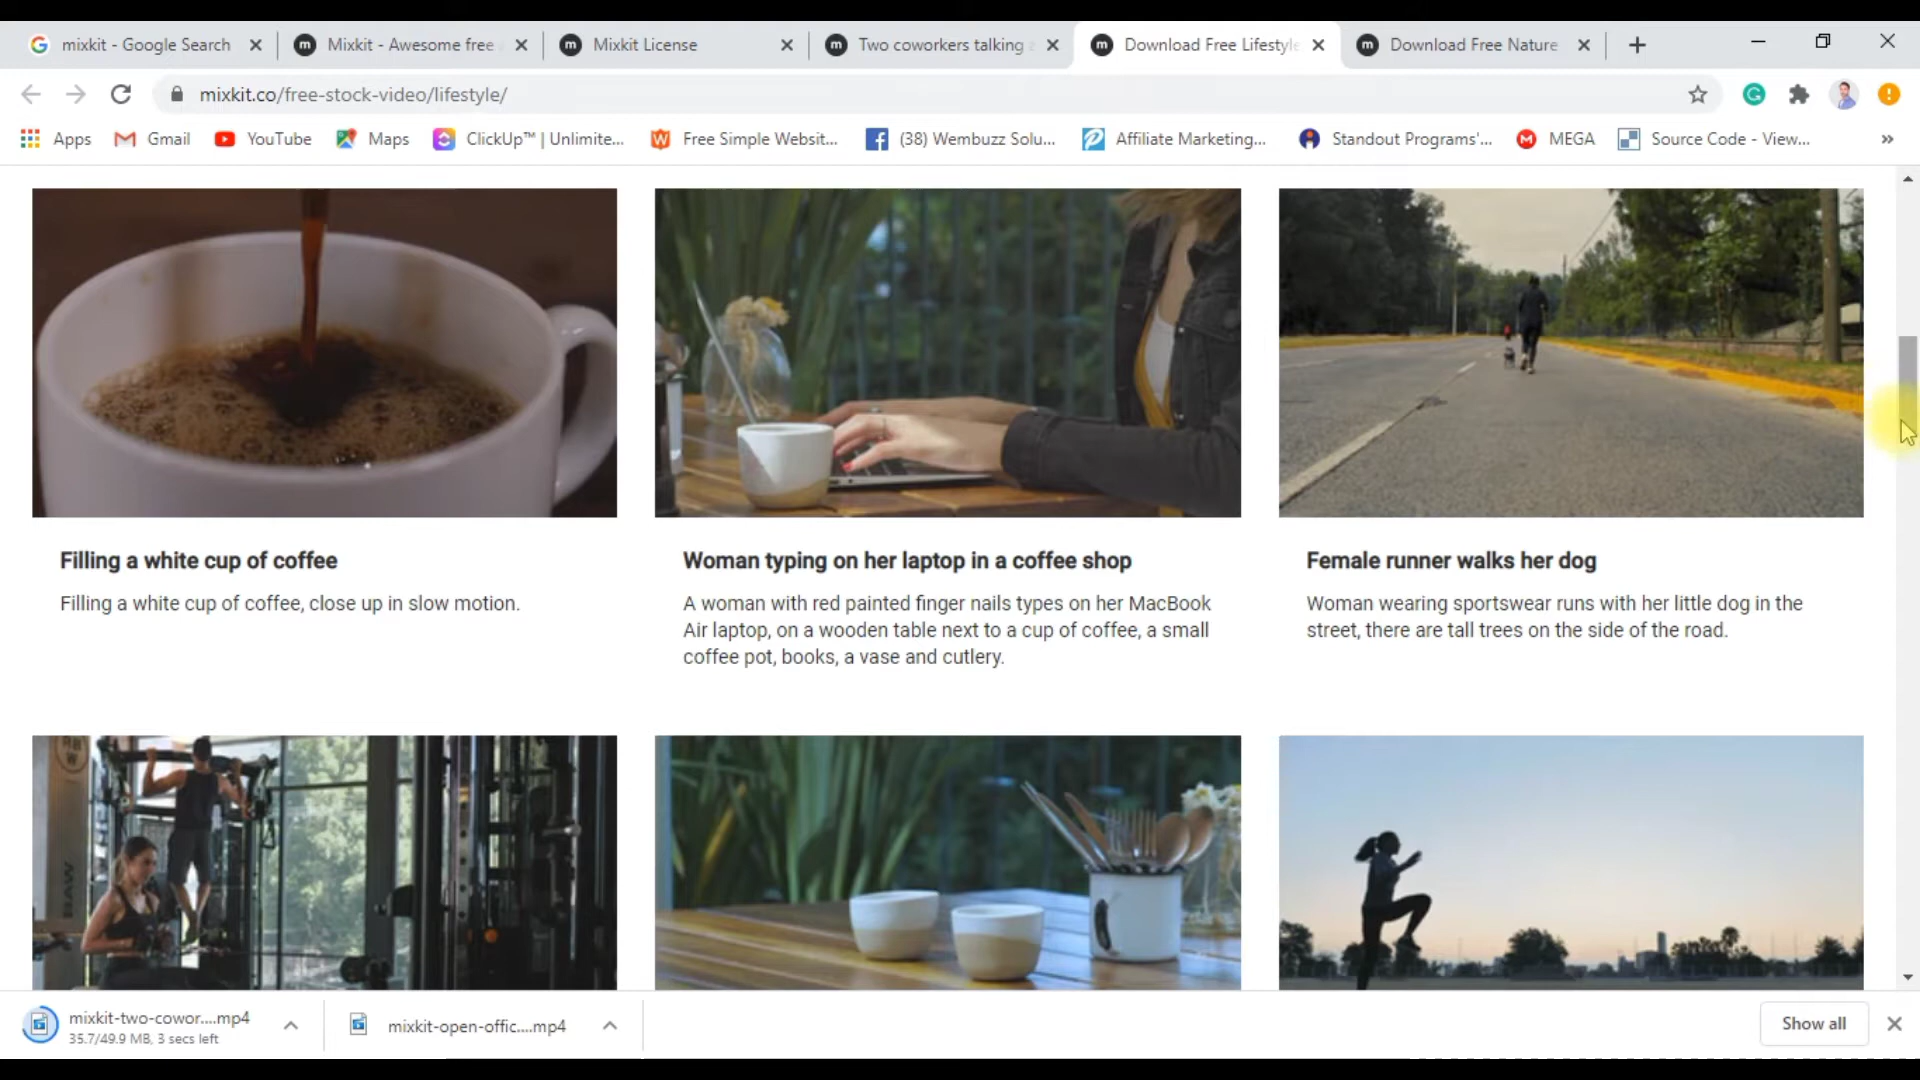 mixkit - Google Search
Mixkit - Awesome free
Mixkit License
Two coworkers talking
Download Free Lifestyle
Download Free Nature
mixkit.co/free-stock-video/lifestyle/
Apps
Gmail
YouTube
Maps
ClickUp™ | Unlimite...
Free Simple Websit...
(38) Wembuzz Solu...
Affiliate Marketing...
Standout Programs'...
MEGA
Source Code - View...
»
Filling a white cup of coffee
Filling a white cup of coffee, close up in slow motion.
Woman typing on her laptop in a coffee shop
A woman with red painted finger nails types on her MacBook
Air laptop, on a wooden table next to a cup of coffee, a small
coffee pot, books, a vase and cutlery.
Female runner walks her dog
Woman wearing sportswear runs with her little dog in the
street, there are tall trees on the side of the road.
RAW
mixkit-two-cowor....mp4
35.7/49.9 MB, 3 secs left
mixkit-open-offic....mp4
Show all